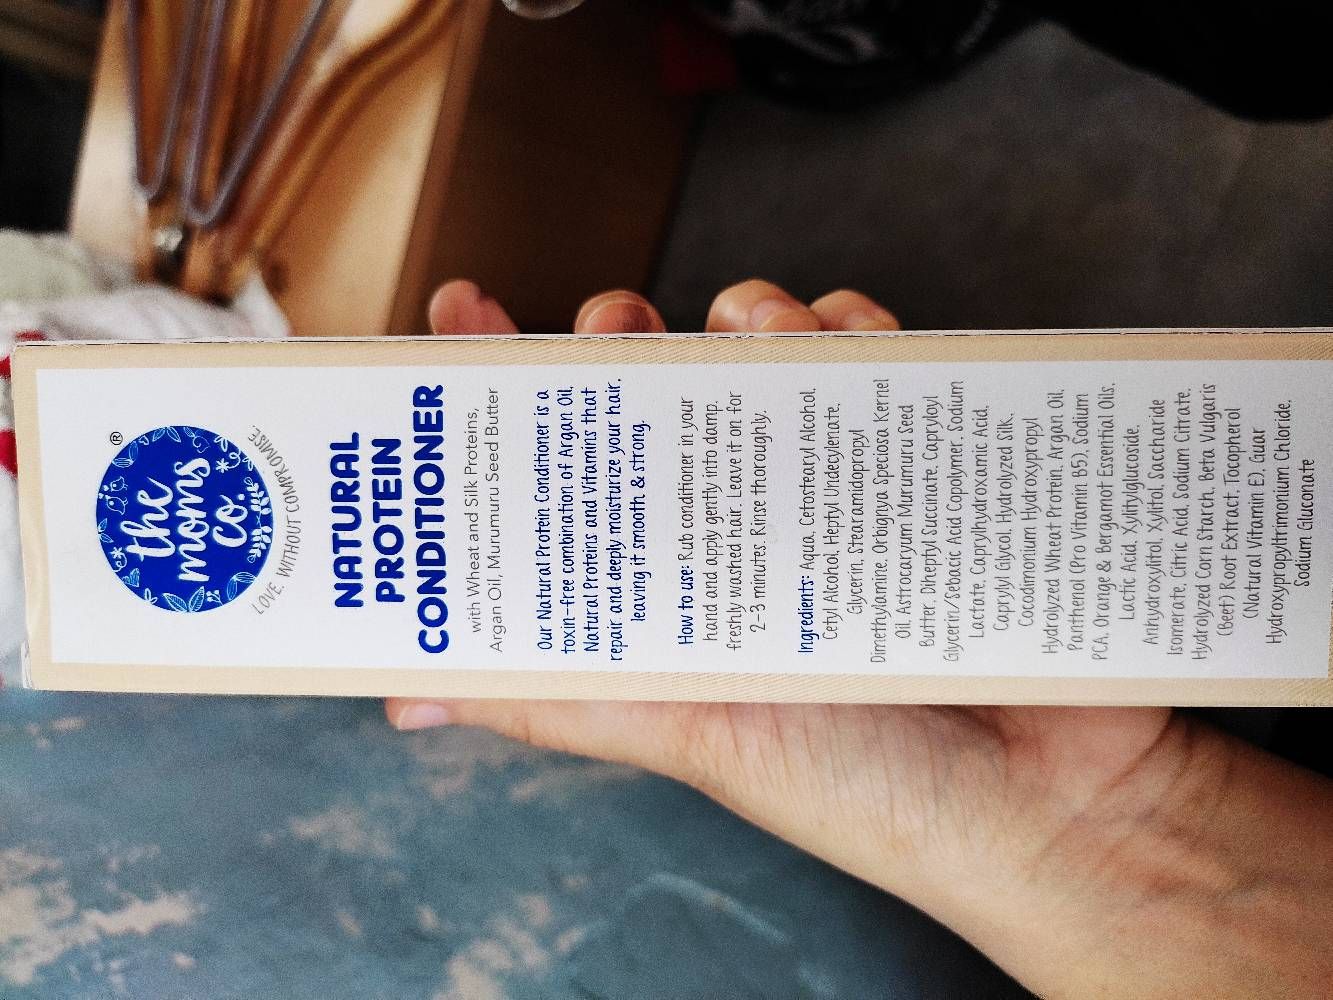 ®
the
moms
co.
LOVE. WITHOUT COMPROMISE.
NATURAL
PROTEIN
CONDITIONER
with Wheat and Silk Proteins,
Argan Oil, Murumuru Seed Butter
Our Natural Protein Conditioner is a
toxin-free combination of Argan Oil,
Natural Proteins and Vitamins that
repair and deeply moisturize your hair,
leaving it smooth & strong.
How to use: Rub conditioner in your
hand and apply gently into damp,
freshly washed hair. Leave it on for
2-3 minutes. Rinse thoroughly.
Ingredients: Aqua, Cetostearyl Alcohol,
Cetyl Alcohol, Heptyl Undecylenate,
Glycerin, Stearamidopropyl
Dimethylamine, Orbignya Speciosa Kernel
Oil, Astrocaryum Murumuru Seed
Butter, Diheptyl Succinate, Capryloyl
Glycerin/Sebacic Acid Copolymer, Sodium
Lactate, Caprylhydroxamic Acid,
Caprylyl Glycol, Hydrolyzed Silk,
Cocodimonium Hydroxypropyl
Hydrolyzed Wheat Protein, Argan Oil,
Panthenol (Pro Vitamin B5), Sodium
PCA, Orange & Bergamot Essential Oils,
Lactic Acid, Xylitylglucoside,
Anhydroxylitol, Xylitol, Saccharide
Isomerate, Citric Acid, Sodium Citrate,
Hydrolyzed Corn Starch, Beta Vulgaris
(Beet) Root Extract, Tocopherol
(Natural Vitamin E), Guar
Hydroxypropyltrimonium Chloride,
Sodium Gluconate